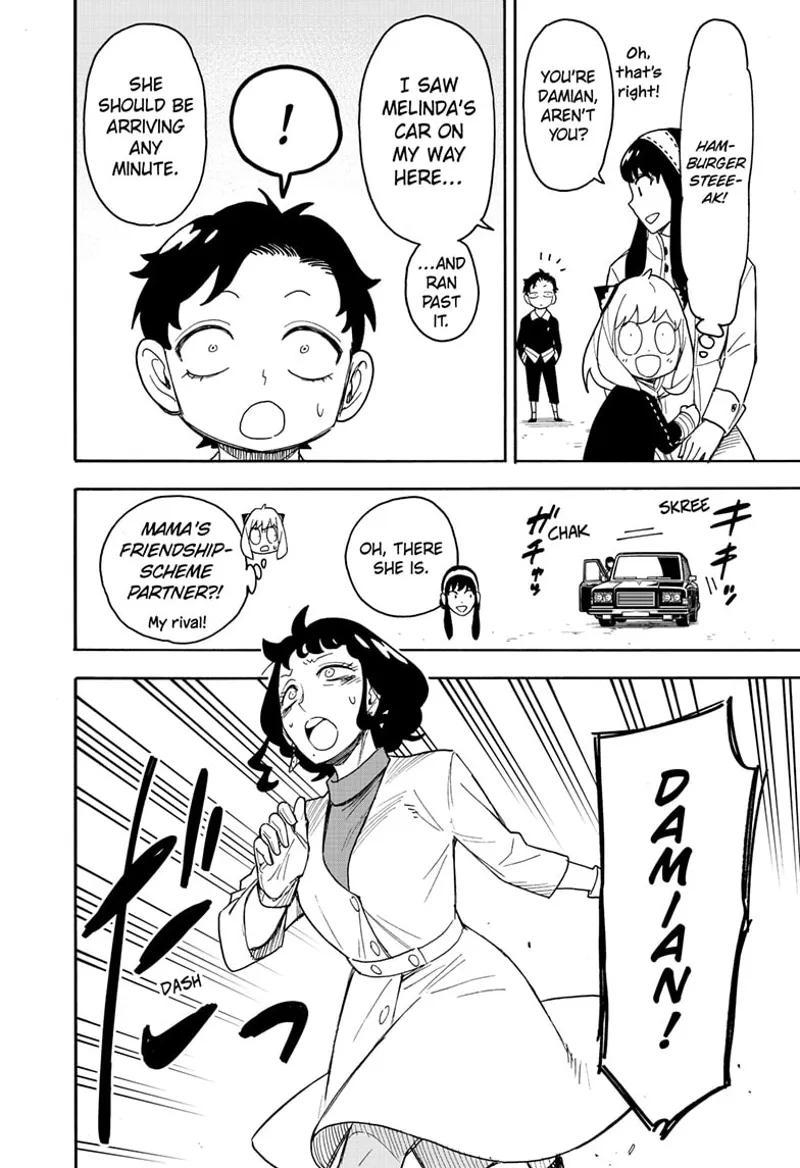 HAM-
BURGER
STEEE-
AK!
Oh,
that's
right!
YOU'RE
DAMIAN,
AREN'T
YOU?
I SAW
MELINDA'S
CAR ON
MY WAY
HERE...
...AND
RAN
PAST
IT.
!
SHE
SHOULD BE
ARRIVING
ANY
MINUTE.
キキッ
SKREE
ガチャッ
CHAK
OH, THERE
SHE IS.
MAMA'S
FRIENDSHIP-
SCHEME
PARTNER?!
My rival!
DAMIAN!
ダッ
DASH